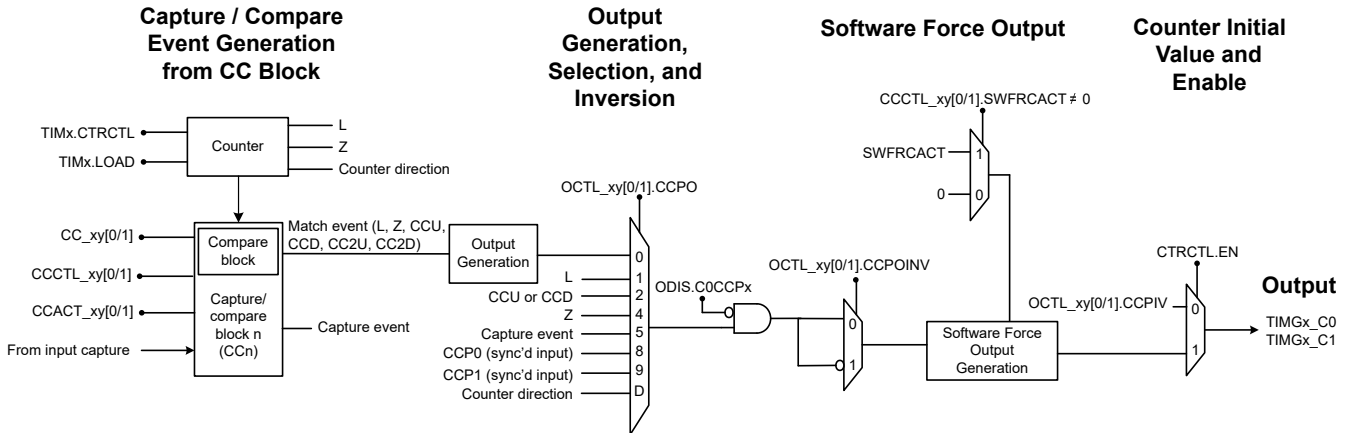 Capture / Compare
Event Generation
from CC Block
Output
Generation,
Selection, and
Inversion
Software Force Output
Counter Initial
Value and
Enable
TIMx.CTRCTL
TIMx.LOAD
Counter
L
Z
Counter direction
CC_xy[0/1]
CCCTL_xy[0/1]
CCACT_xy[0/1]
From input capture
Compare
block
Capture/
compare
block n
(CCn)
Match event (L, Z, CCU,
CCD, CC2U, CC2D)
Capture event
Output
Generation
OCTL_xy[0/1].CCPO
L
CCU or CCD
Z
Capture event
CCP0 (sync'd input)
CCP1 (sync'd input)
Counter direction
0
1
2
4
5
8
9
D
ODIS.C0CCPx
OCTL_xy[0/1].CCPOINV
0
1
CCCTL_xy[0/1].SWFRCACT ≠ 0
SWFRCACT
1
0
0
Software Force
Output
Generation
CTRCTL.EN
OCTL_xy[0/1].CCPIV
0
1
Output
TIMGx_C0
TIMGx_C1